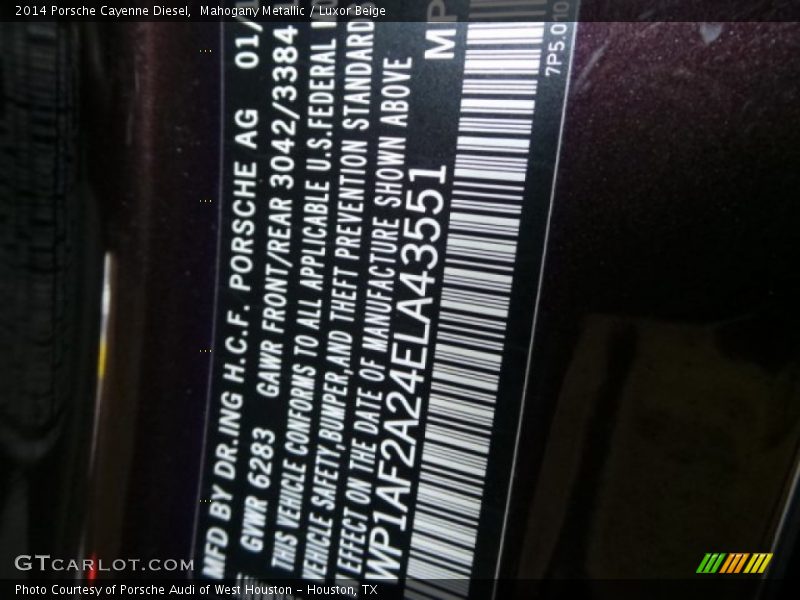 2014 Porsche Cayenne Diesel, Mahogany Metallic / Luxor Beige
MFD BY DR.ING H.C.F. PORSCHE AG 01/
GVWR 6283 GAWR FRONT/REAR 3042/3384
THIS VEHICLE CONFORMS TO ALL APPLICABLE U.S.FEDERAL
VEHICLE SAFETY,BUMPER,AND THEFT PREVENTION STANDARD
EFFECT ON THE DATE OF MANUFACTURE SHOWN ABOVE
WP1AF2A24ELA43551 MP
7P5.010
GTCARLOT.COM
Photo Courtesy of Porsche Audi of West Houston - Houston, TX